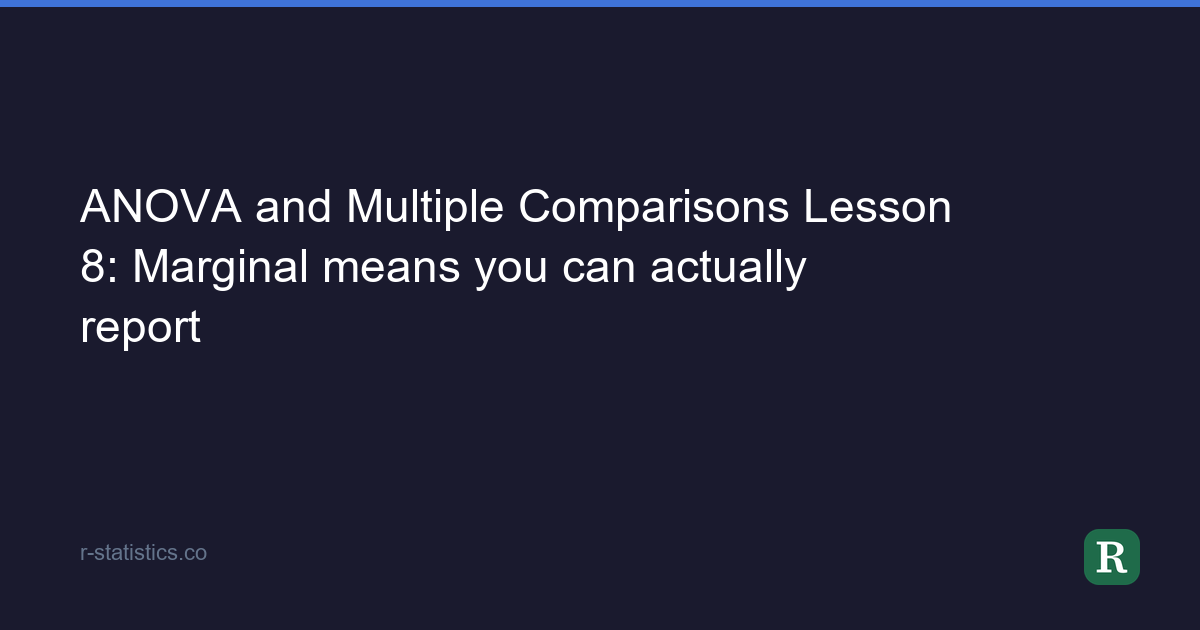 ANOVA and Multiple Comparisons Lesson
8: Marginal means you can actually
report
r-statistics.co
R